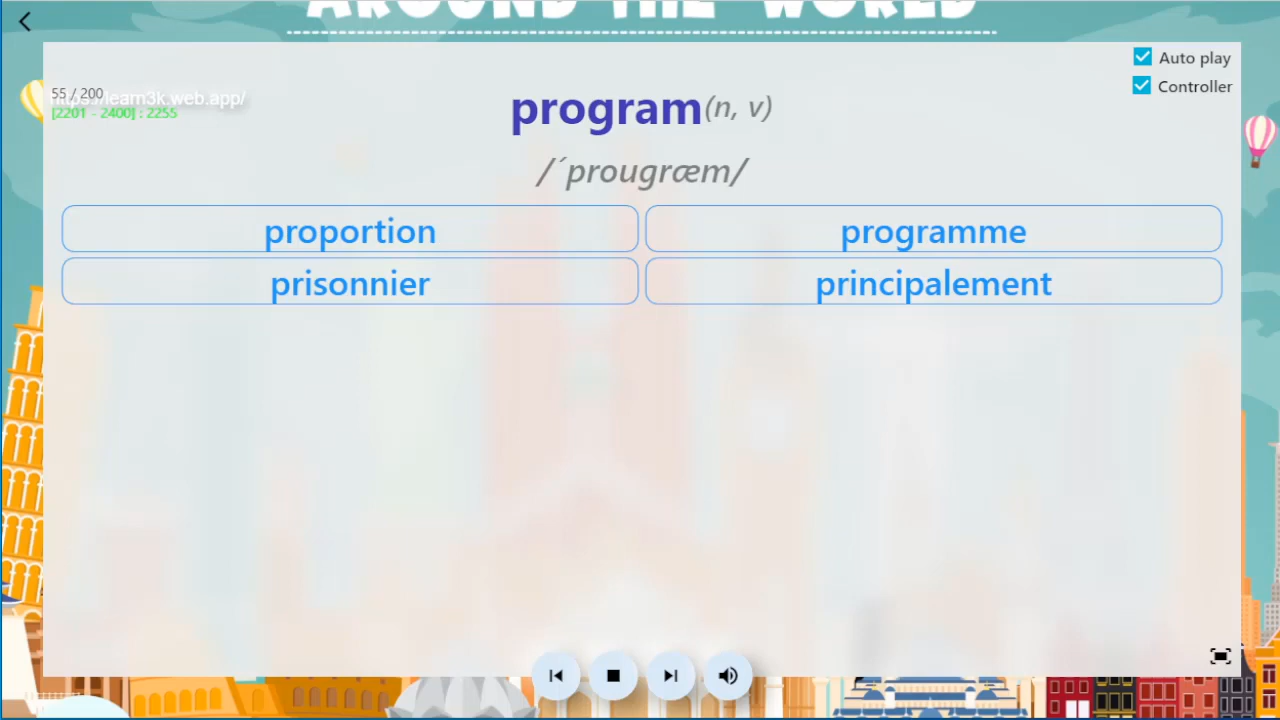 AROUND THE WORLD
Auto play
Controller
55 / 200
https://learn3k.web.app/
[2201 - 2400] : 2255
program(n, v)
/´prougræm/
proportion
programme
prisonnier
principalement